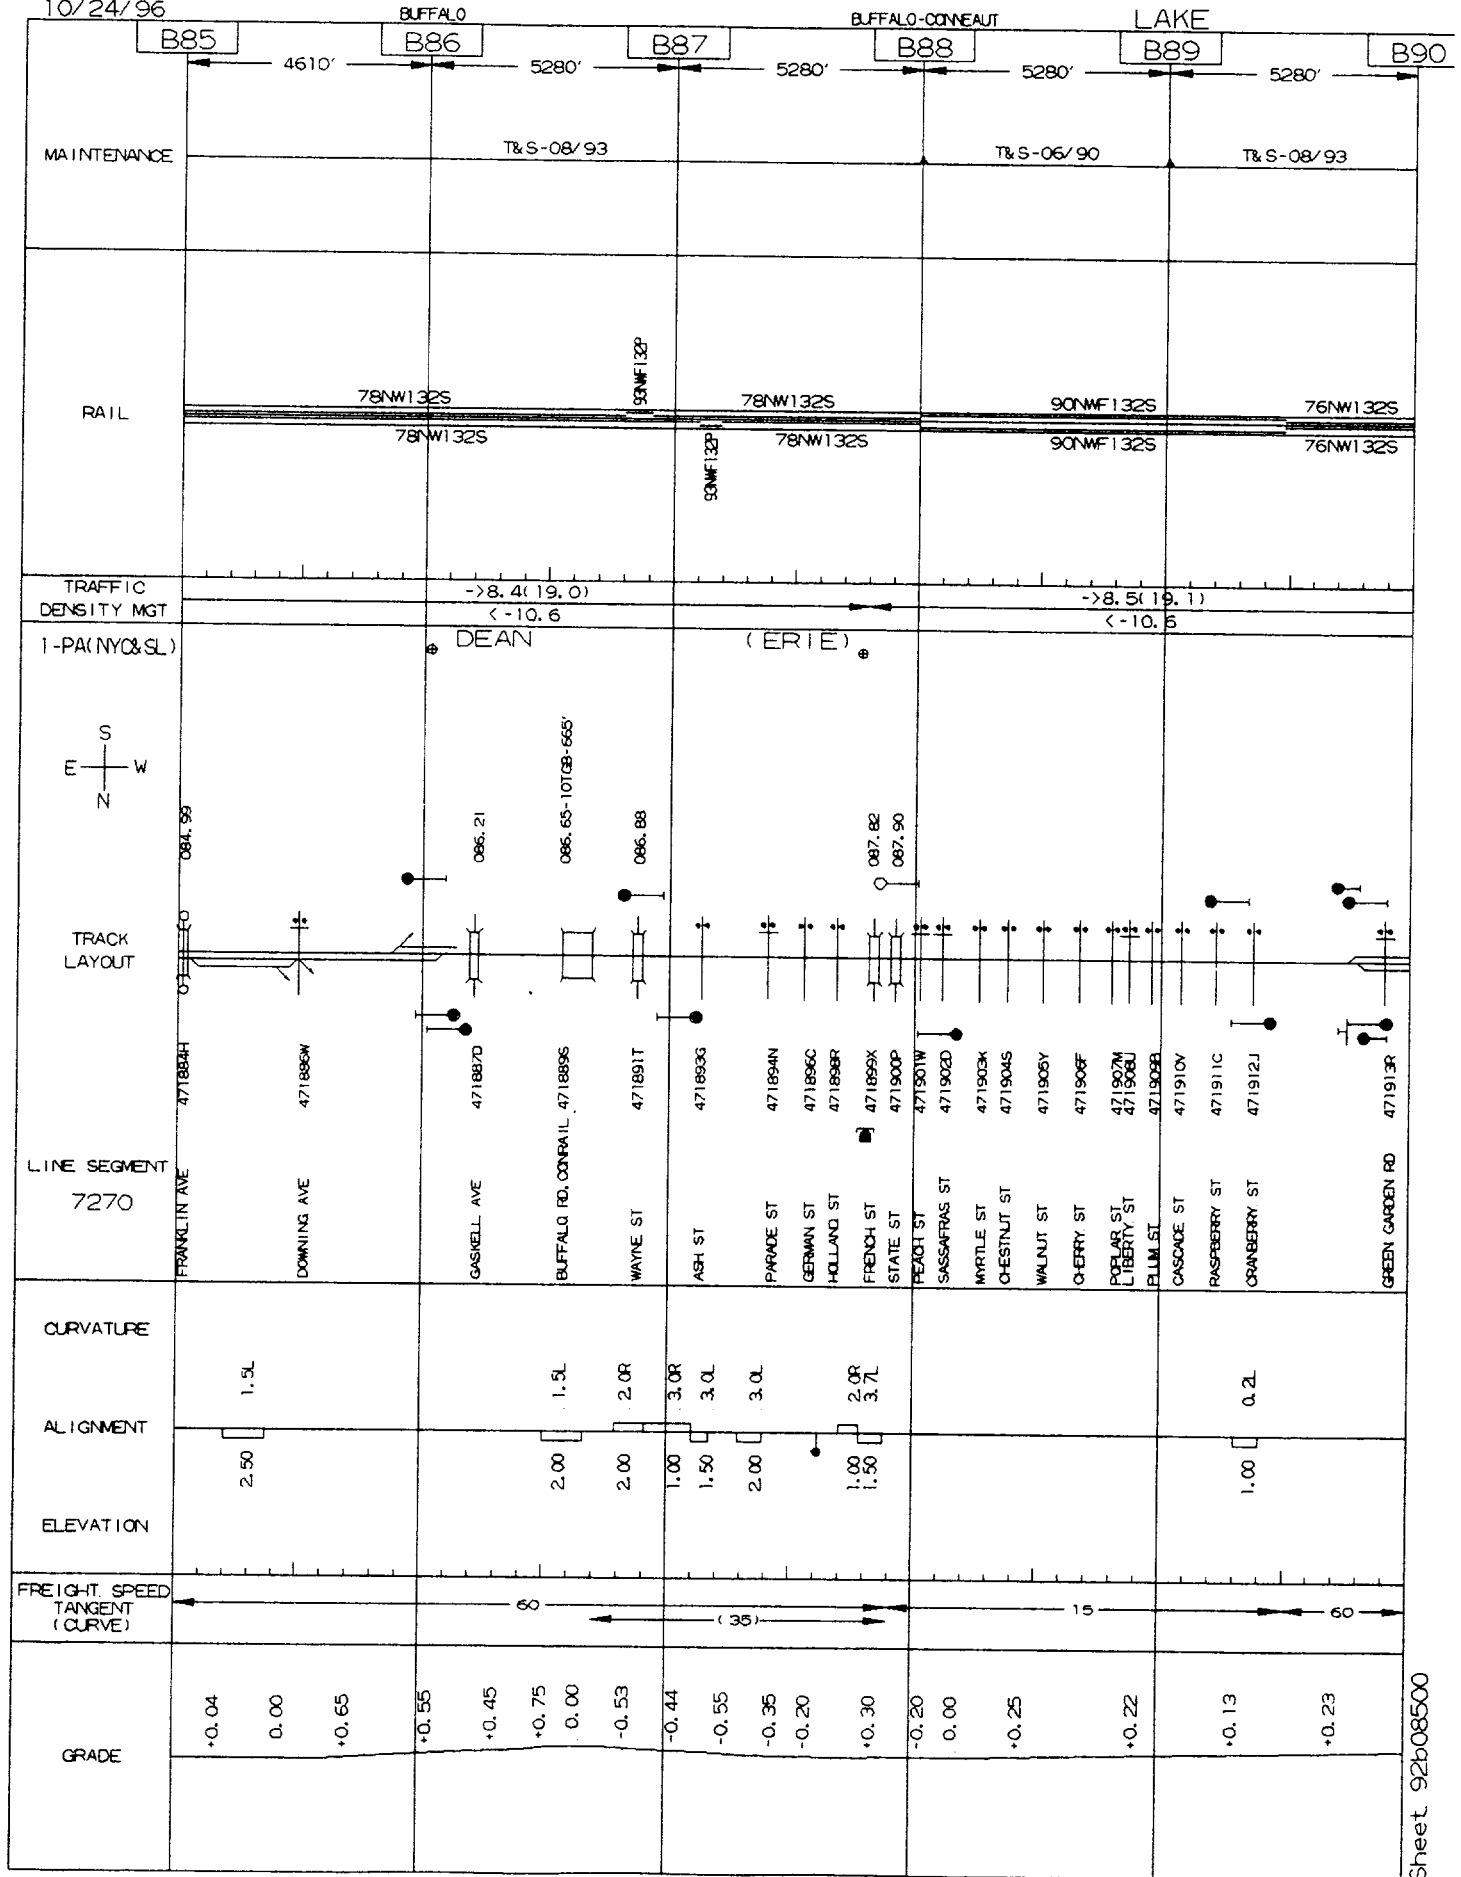 10/24/96
BUFFALO
BUFFALO-CONNEAUT
LAKE
B85
B86
B87
B88
B89
B90
4610'
5280'
5280'
5280'
5280'
MAINTENANCE
T&S-08/93
T&S-06/90
T&S-08/93
RAIL
78NW132S
93NWF132P
78NW132S
90NWF132S
76NW132S
78NW132S
93NWF132P
78NW132S
90NWF132S
76NW132S
TRAFFIC
DENSITY MGT
->8.4(19.0)
->8.5(19.1)
<-10.6
<-10.6
1-PA(NYC&SL)
DEAN
(ERIE)
S
E
W
N
084.99
086.21
086.65-10TGB-665'
086.88
087.82
087.90
TRACK
LAYOUT
471884H
471886W
471887D
471889S
471891T
471893G
471894N
471896C
471898R
471899X
471900P
471901W
471902D
471903K
471904S
471905Y
471906F
471907M
471908U
471909B
471910V
471911C
471912J
471913R
LINE SEGMENT
7270
FRANKLIN AVE
DOWNING AVE
GASKELL AVE
BUFFALO RD, CONRAIL
WAYNE ST
ASH ST
PARADE ST
GERMAN ST
HOLLAND ST
FRENCH ST
STATE ST
PEACH ST
SASSAFRAS ST
MYRTLE ST
CHESTNUT ST
WALNUT ST
CHERRY ST
POPLAR ST
LIBERTY ST
PLUM ST
CASCADE ST
RASPBERRY ST
CRANBERRY ST
GREEN GARDEN RD
CURVATURE
1.5L
1.5L
2.0R
3.0R
3.0L
3.0L
2.0R
3.7L
0.2L
ALIGNMENT
2.50
2.00
2.00
1.00
1.50
2.00
1.00
1.50
1.00
ELEVATION
FREIGHT SPEED
TANGENT
(CURVE)
60
(35)
15
60
GRADE
+0.04
0.00
+0.65
+0.55
+0.45
+0.75
0.00
-0.53
-0.44
-0.55
-0.35
-0.20
+0.30
-0.20
0.00
+0.25
+0.22
+0.13
+0.23
Sheet 92b08500